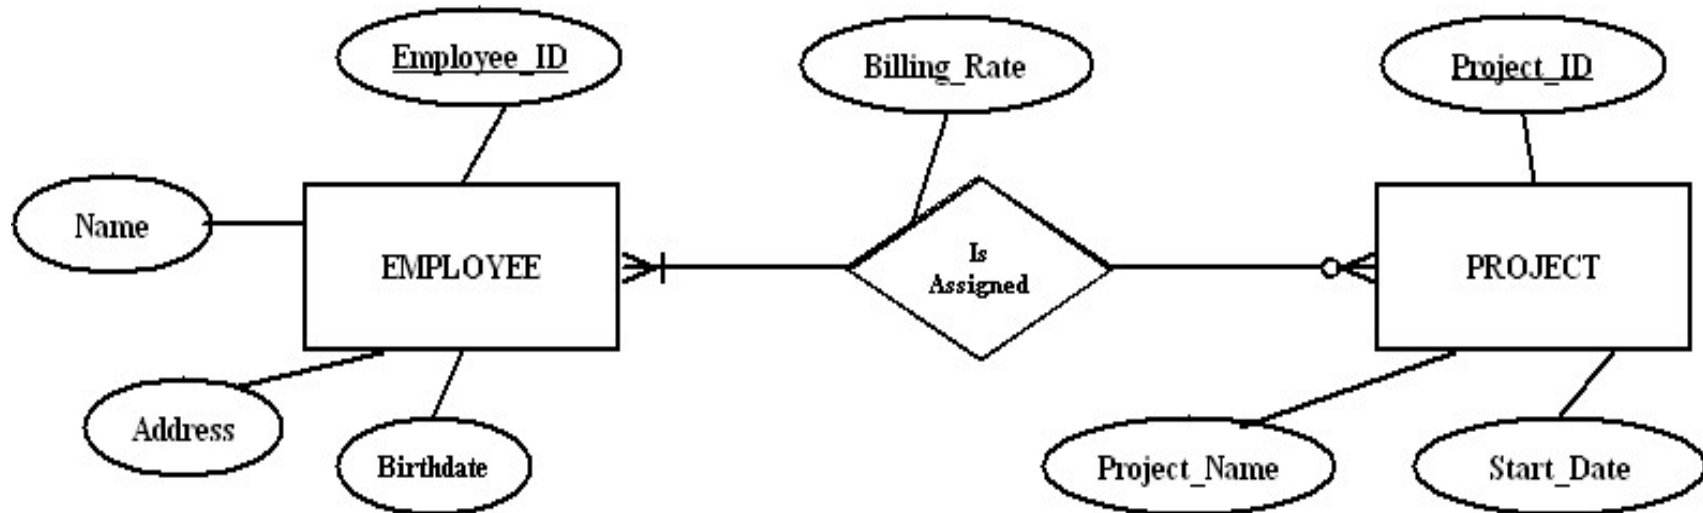 Employee_ID
Billing_Rate
Project_ID
Name
EMPLOYEE
Is
Assigned
PROJECT
Address
Birthdate
Project_Name
Start_Date